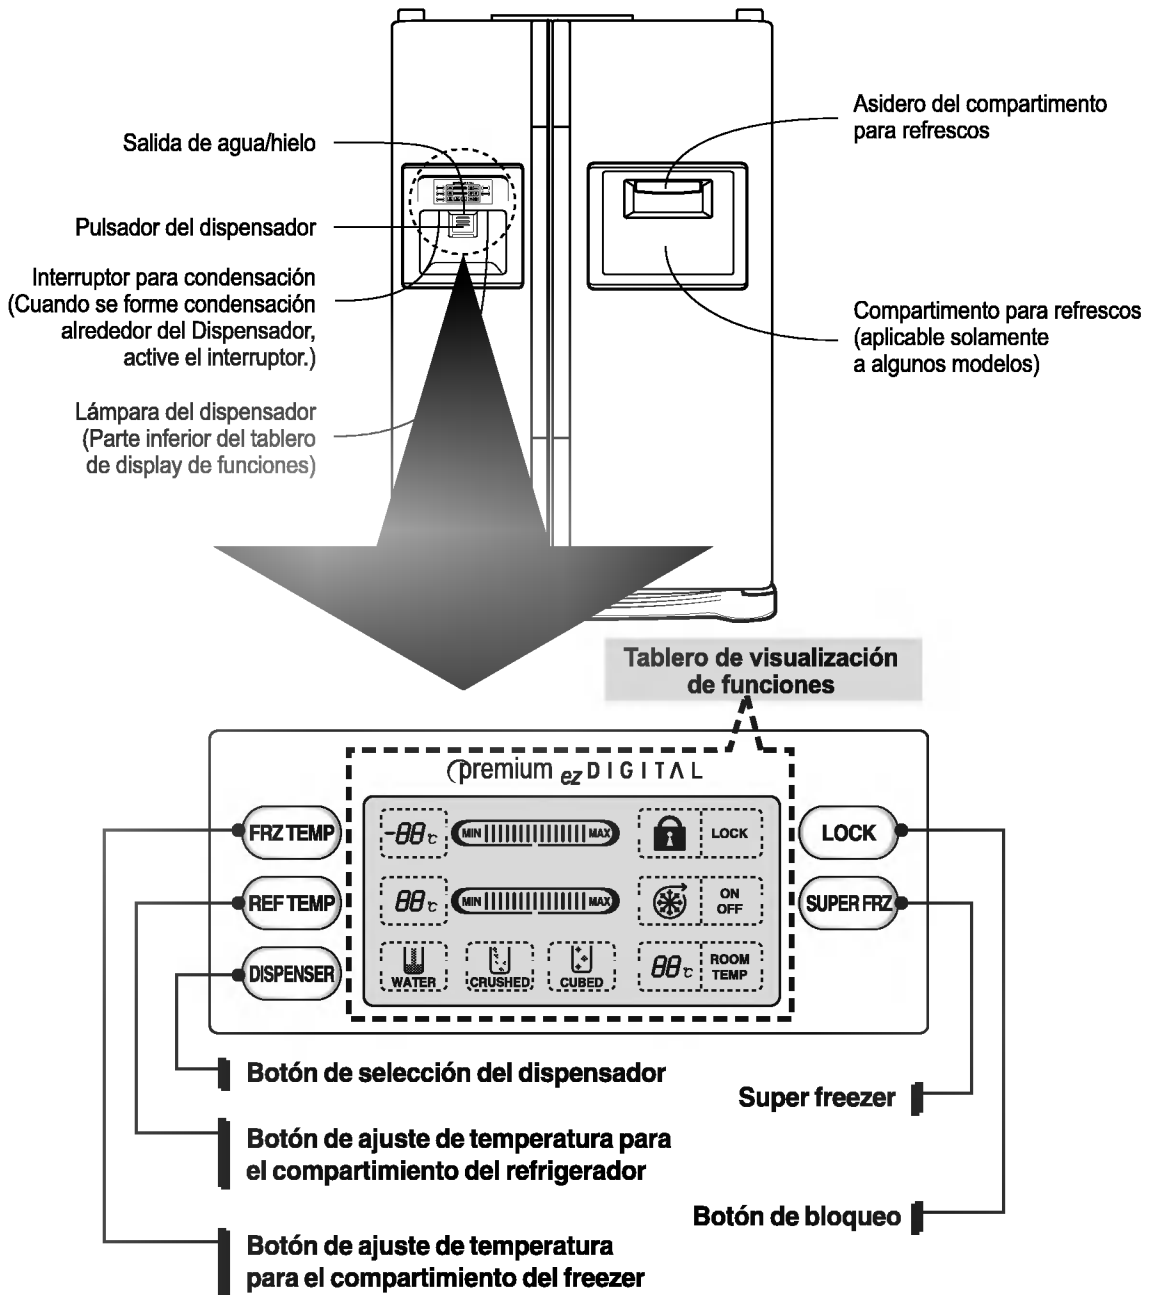 Salida de agua/hielo
Pulsador del dispensador
Interruptor para condensación
(Cuando se forme condensación
alrededor del Dispensador,
active el interruptor.)
Lámpara del dispensador
(Parte inferior del tablero
de display de funciones)
Asidero del compartimento
para refrescos
Compartimento para refrescos
(aplicable solamente
a algunos modelos)
Tablero de visualización
de funciones
premium ez DIGITAL
FRZ TEMP
-88 °C
MIN MAX
LOCK
LOCK
REF TEMP
88 °C
MIN MAX
ON
OFF
SUPER FRZ
DISPENSER
WATER
CRUSHED
CUBED
88 °C
ROOM
TEMP
Botón de selección del dispensador
Super freezer
Botón de ajuste de temperatura para
el compartimiento del refrigerador
Botón de bloqueo
Botón de ajuste de temperatura
para el compartimiento del freezer